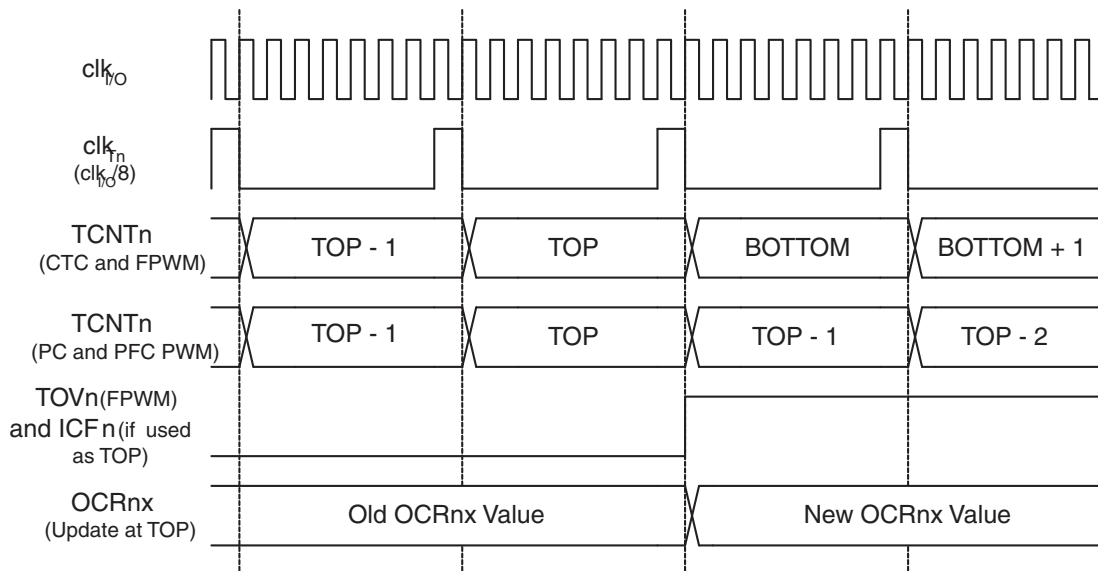 clkI/O
clkTn
(clkI/O/8)
TCNTn
(CTC and FPWM)
TOP - 1 TOP BOTTOM BOTTOM + 1
TCNTn
(PC and PFC PWM)
TOP - 1 TOP TOP - 1 TOP - 2
TOVn(FPWM)
and ICFn(if used
as TOP)
OCRnx
(Update at TOP)
Old OCRnx Value New OCRnx Value